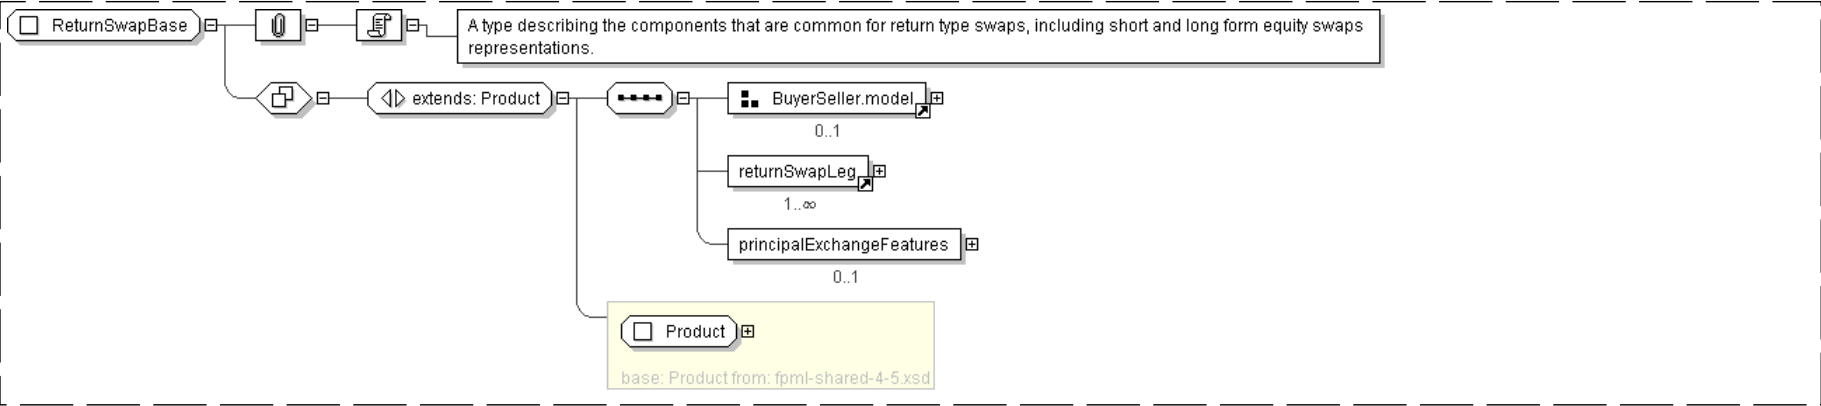 ReturnSwapBase
A type describing the components that are common for return type swaps, including short and long form equity swaps
representations.
extends: Product
BuyerSeller.model
0..1
returnSwapLeg
1..∞
principalExchangeFeatures
0..1
Product
base: Product from: fpml-shared-4-5.xsd